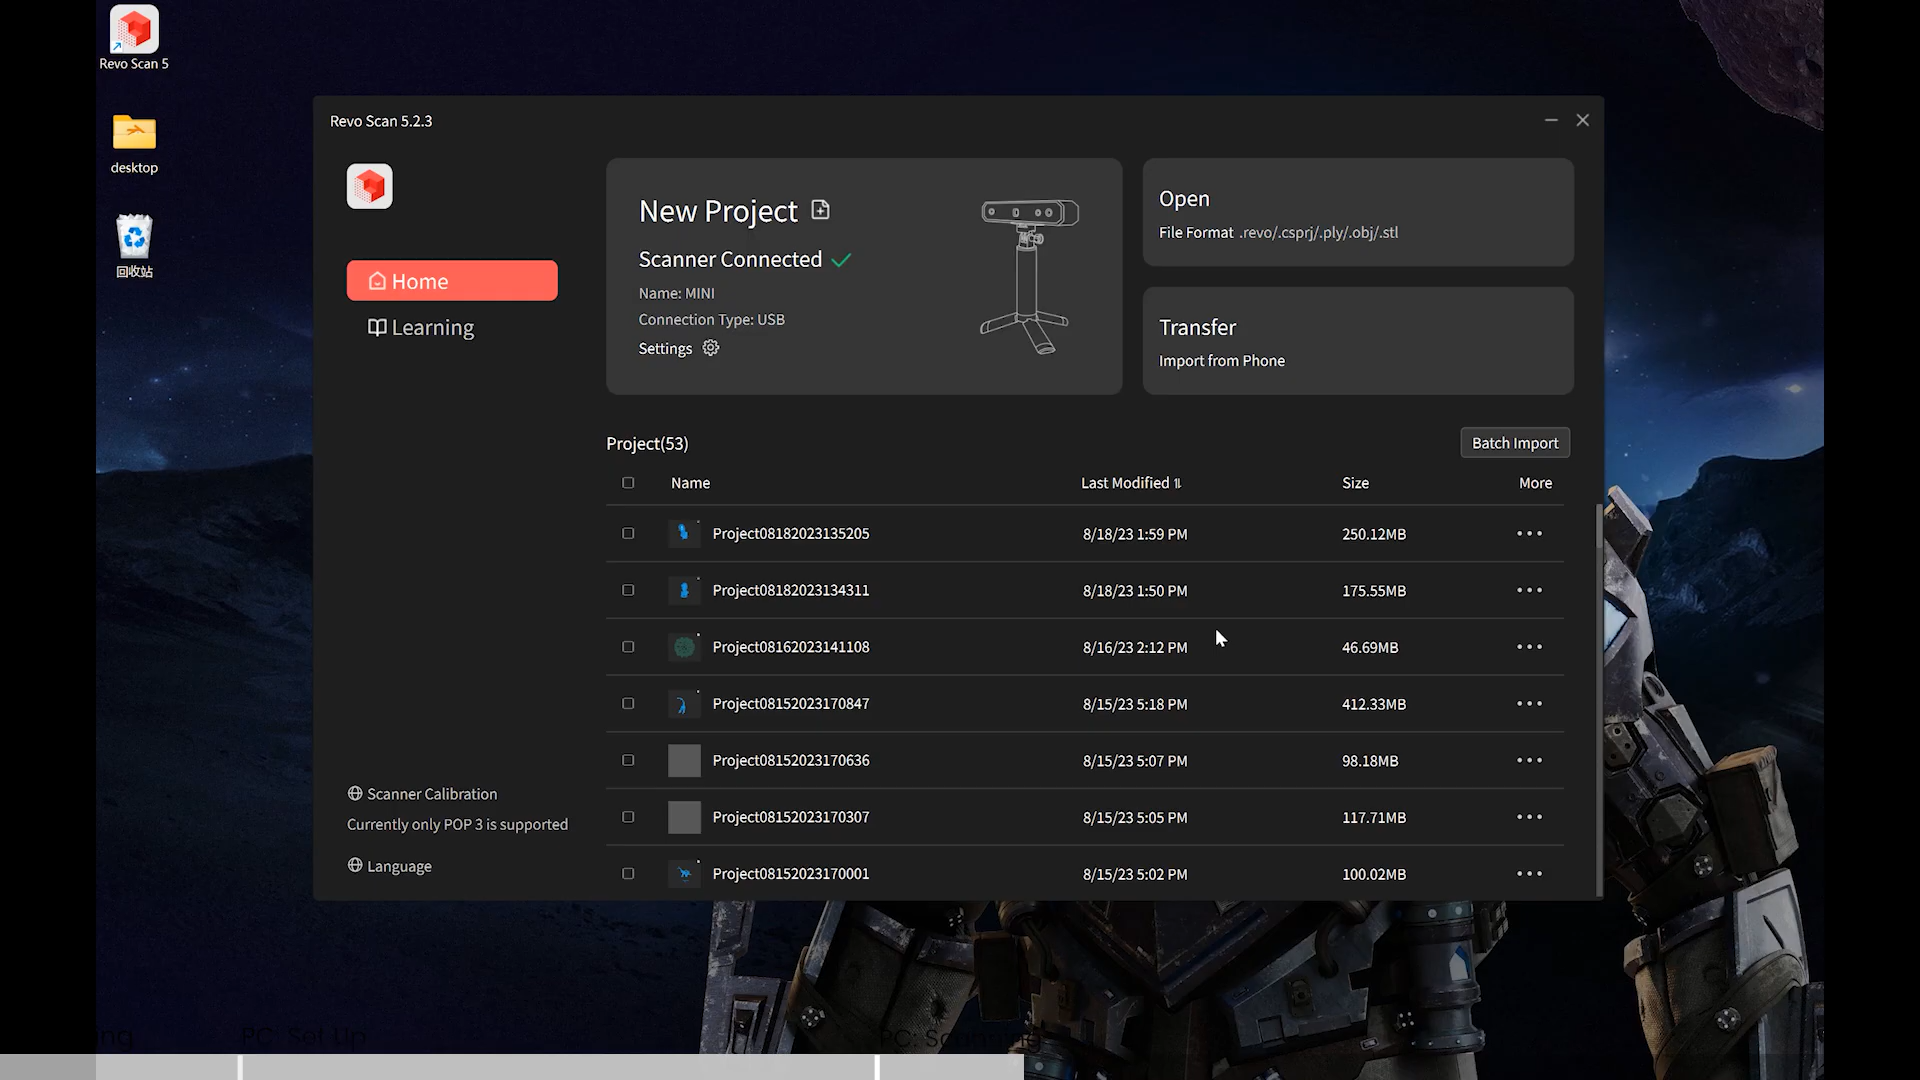 Revo Scan 5
desktop
回收站
Revo Scan 5.2.3
Home
Learning
Scanner Calibration
Currently only POP 3 is supported
Language
New Project
Scanner Connected
Name: MINI
Connection Type: USB
Settings
Open
File Format .revo/.csprj/.ply/.obj/.stl
Transfer
Import from Phone
Project(53)
Batch Import
Name Last Modified Size More
Project08182023135205 8/18/23 1:59 PM 250.12MB
Project08182023134311 8/18/23 1:50 PM 175.55MB
Project08162023141108 8/16/23 2:12 PM 46.69MB
Project08152023170847 8/15/23 5:18 PM 412.33MB
Project08152023170636 8/15/23 5:07 PM 98.18MB
Project08152023170307 8/15/23 5:05 PM 117.71MB
Project08152023170001 8/15/23 5:02 PM 100.02MB
PC: Set Up
PC: Scanning